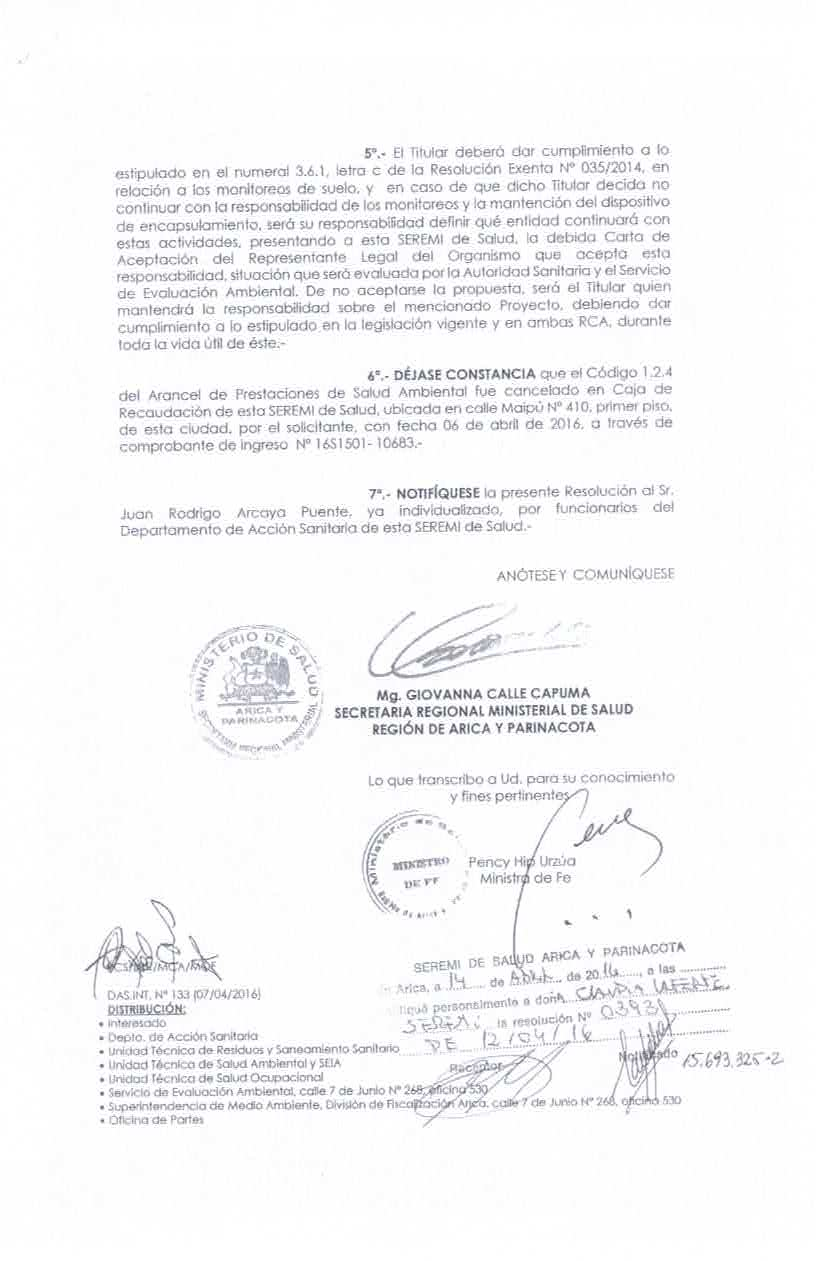 5º.- El Titular deberá dar cumplimiento a lo
estipulado en el numeral 3.6.1, letra c de la Resolución Exenta Nº 035/2014, en
relación a los monitoreos de suelo, y en caso de que dicho Titular decida no
continuar con la responsabilidad de los monitoreos y la mantención del dispositivo
de encapsulamiento, será su responsabilidad definir qué entidad continuará con
estas actividades, presentando a esta SEREMI de Salud, la debida Carta de
Aceptación del Representante Legal del Organismo que acepta esta
responsabilidad, situación que será evaluada por la Autoridad Sanitaria y el Servicio
de Evaluación Ambiental. De no aceptarse la propuesta, será el Titular quien
mantendrá la responsabilidad sobre el mencionado Proyecto, debiendo dar
cumplimiento a lo estipulado en la legislación vigente y en ambas RCA, durante
toda la vida útil de éste.-
6º.- DÉJASE CONSTANCIA que el Código 1.2.4
del Arancel de Prestaciones de Salud Ambiental fue cancelado en Caja de
Recaudación de esta SEREMI de Salud, ubicada en calle Maipú Nº 410, primer piso,
de esta ciudad, por el solicitante, con fecha 06 de abril de 2016, a través de
comprobante de ingreso Nº 16S1501- 10683.-
7º.- NOTIFÍQUESE la presente Resolución al Sr.
Juan Rodrigo Arcaya Puente, ya individualizado, por funcionarios del
Departamento de Acción Sanitaria de esta SEREMI de Salud.-
ANÓTESE Y COMUNÍQUESE
MINISTERIO DE SALUD
ARICA Y
PARINACOTA
Mg. GIOVANNA CALLE CAPUMA
SECRETARIA REGIONAL MINISTERIAL DE SALUD
REGIÓN DE ARICA Y PARINACOTA
Lo que transcribo a Ud. para su conocimiento
y fines pertinentes
MINISTRO
DE FE
Pency Hip Urzúa
Ministro de Fe
SEREMI DE SALUD ARICA Y PARINACOTA
Arica, a 14 de Abril de 2016, a las
personalmente a doña CLAUDIA
SEREMI la resolución Nº 0393
DE 12/04/16
Receptor
Notificado 15.693.325-2
DAS.INT. Nº 133 (07/04/2016)
DISTRIBUCIÓN:
• Interesado
• Depto. de Acción Sanitaria
• Unidad Técnica de Residuos y Saneamiento Sanitario
• Unidad Técnica de Salud Ambiental y SEIA
• Unidad Técnica de Salud Ocupacional
• Servicio de Evaluación Ambiental, calle 7 de Junio Nº 268, oficina 530
• Superintendencia de Medio Ambiente, División de Fiscalización Arica, calle 7 de Junio Nº 268, oficina 530
• Oficina de Partes